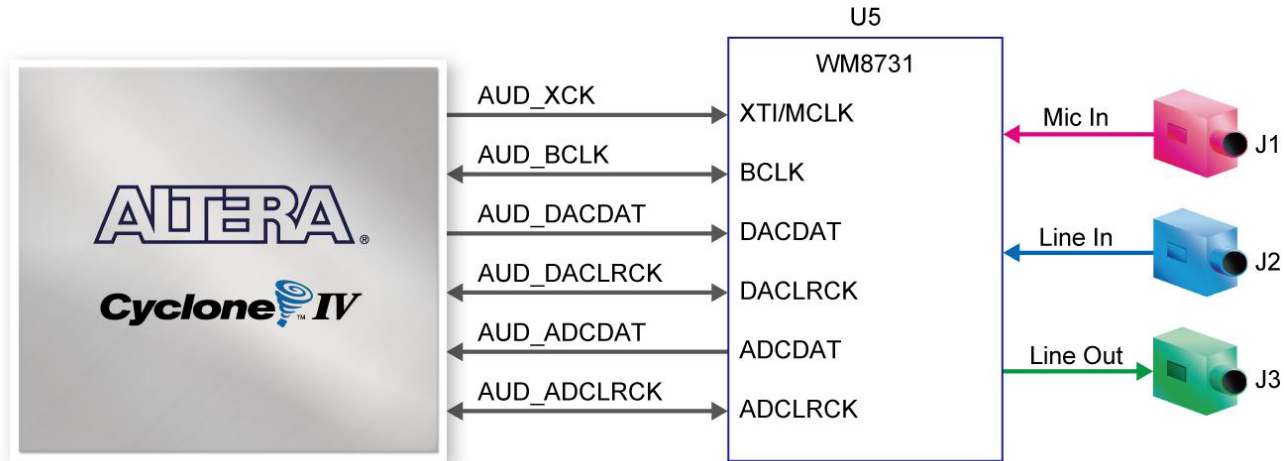 U5
WM8731
ALTERA®
Cyclone™ IV
AUD_XCK
AUD_BCLK
AUD_DACDAT
AUD_DACLRCK
AUD_ADCDAT
AUD_ADCLRCK
XTI/MCLK
BCLK
DACDAT
DACLRCK
ADCDAT
ADCLRCK
Mic In
J1
Line In
J2
Line Out
J3